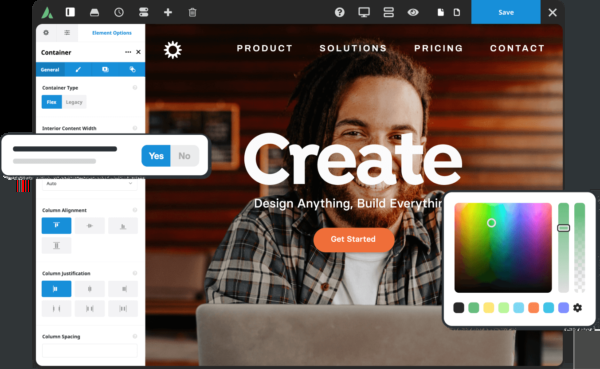 Save
Element Options
Container
General
Container Type
Flex Legacy
Interior Content Width
Yes No
Auto
Column Alignment
Column Justification
Column Spacing
PRODUCT SOLUTIONS PRICING CONTACT
Create
Design Anything, Build Everythin
Get Started